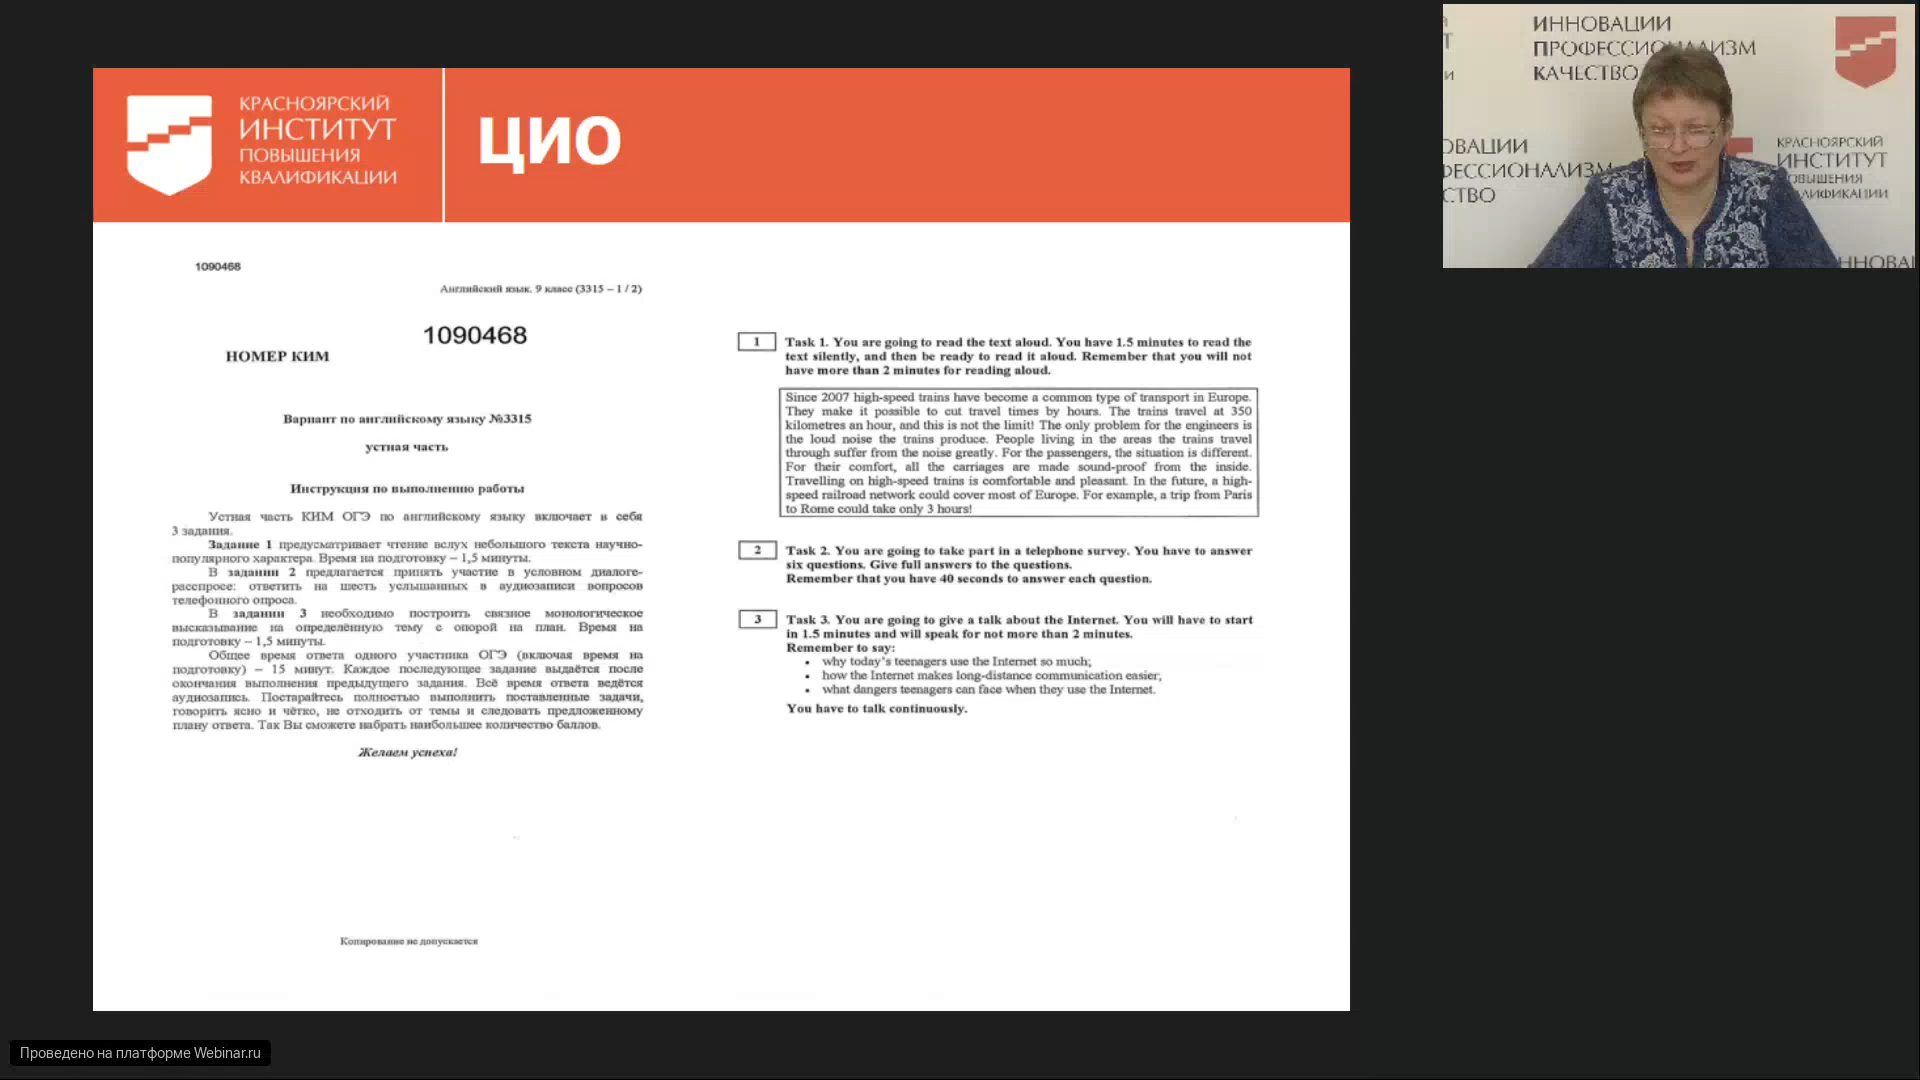 КРАСНОЯРСКИЙ
ИНСТИТУТ
ПОВЫШЕНИЯ
КВАЛИФИКАЦИИ
ЦИО
1090468
Английский язык. 9 класс (3315 – 1 / 2)
1090468
НОМЕР КИМ
Вариант по английскому языку №3315
устная часть
Инструкция по выполнению работы
Устная часть КИМ ОГЭ по английскому языку включает в себя
3 задания.
Задание 1 предусматривает чтение вслух небольшого текста научно-
популярного характера. Время на подготовку – 1,5 минуты.
В задании 2 предлагается принять участие в условном диалоге-
расспросе: ответить на шесть услышанных в аудиозаписи вопросов
телефонного опроса.
В задании 3 необходимо построить связное монологическое
высказывание на определённую тему с опорой на план. Время на
подготовку – 1,5 минуты.
Общее время ответа одного участника ОГЭ (включая время на
подготовку) – 15 минут. Каждое последующее задание выдаётся после
окончания выполнения предыдущего задания. Всё время ответа ведётся
аудиозапись. Постарайтесь полностью выполнить поставленные задачи,
говорить ясно и чётко, не отходить от темы и следовать предложенному
плану ответа. Так Вы сможете набрать наибольшее количество баллов.
Желаем успеха!
Копирование не допускается
1 Task 1. You are going to read the text aloud. You have 1.5 minutes to read the
text silently, and then be ready to read it aloud. Remember that you will not
have more than 2 minutes for reading aloud.
Since 2007 high-speed trains have become a common type of transport in Europe.
They make it possible to cut travel times by hours. The trains travel at 350
kilometres an hour, and this is not the limit! The only problem for the engineers is
the loud noise the trains produce. People living in the areas the trains travel
through suffer from the noise greatly. For the passengers, the situation is different.
For their comfort, all the carriages are made sound-proof from the inside.
Travelling on high-speed trains is comfortable and pleasant. In the future, a high-
speed railroad network could cover most of Europe. For example, a trip from Paris
to Rome could take only 3 hours!
2 Task 2. You are going to take part in a telephone survey. You have to answer
six questions. Give full answers to the questions.
Remember that you have 40 seconds to answer each question.
3 Task 3. You are going to give a talk about the Internet. You will have to start
in 1.5 minutes and will speak for not more than 2 minutes.
Remember to say:
• why today's teenagers use the Internet so much;
• how the Internet makes long-distance communication easier;
• what dangers teenagers can face when they use the Internet.
You have to talk continuously.
ИННОВАЦИИ
ПРОФЕССИОНАЛИЗМ
КАЧЕСТВО
ОВАЦИИ
ФЕССИОНАЛИЗМ
СТВО
КРАСНОЯРСКИЙ
ИНСТИТУТ
ПОВЫШЕНИЯ
АЛИФИКАЦИИ
ННОВАЦ
Проведено на платформе Webinar.ru